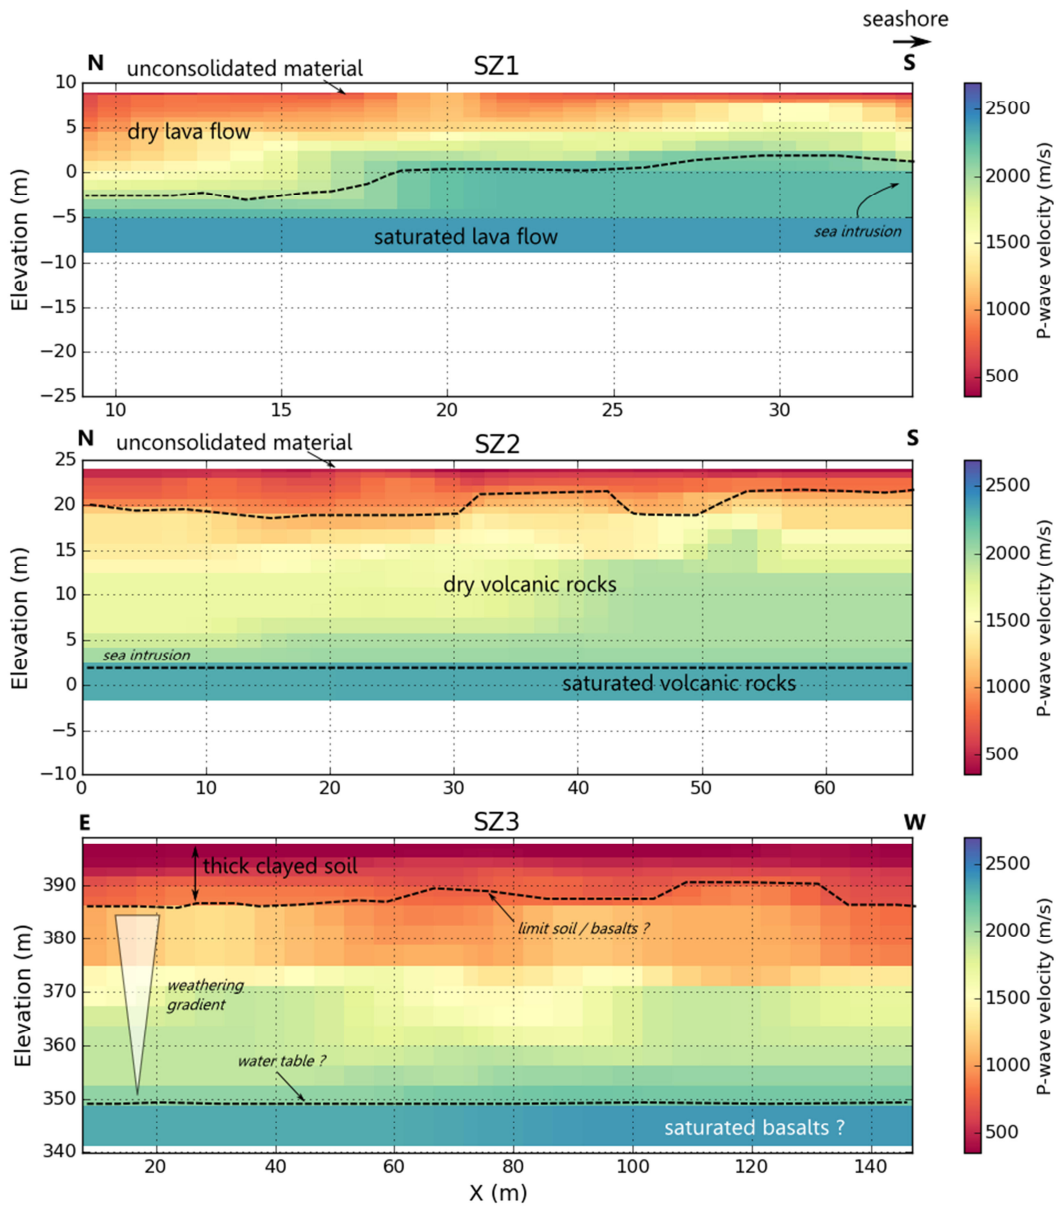 seashore
N
unconsolidated material
SZ1
S
10
5
0
−5
−10
−15
−20
−25
Elevation (m)
dry lava flow
saturated lava flow
sea intrusion
10
15
20
25
30
2500
2000
1500
1000
500
P-wave velocity (m/s)
N
unconsolidated material
SZ2
S
25
20
15
10
5
0
−5
−10
Elevation (m)
dry volcanic rocks
sea intrusion
saturated volcanic rocks
0
10
20
30
40
50
60
2500
2000
1500
1000
500
P-wave velocity (m/s)
E
SZ3
W
390
380
370
360
350
340
Elevation (m)
thick clayed soil
limit soil / basalts ?
weathering
gradient
water table ?
saturated basalts ?
20
40
60
80
100
120
140
X (m)
2500
2000
1500
1000
500
P-wave velocity (m/s)